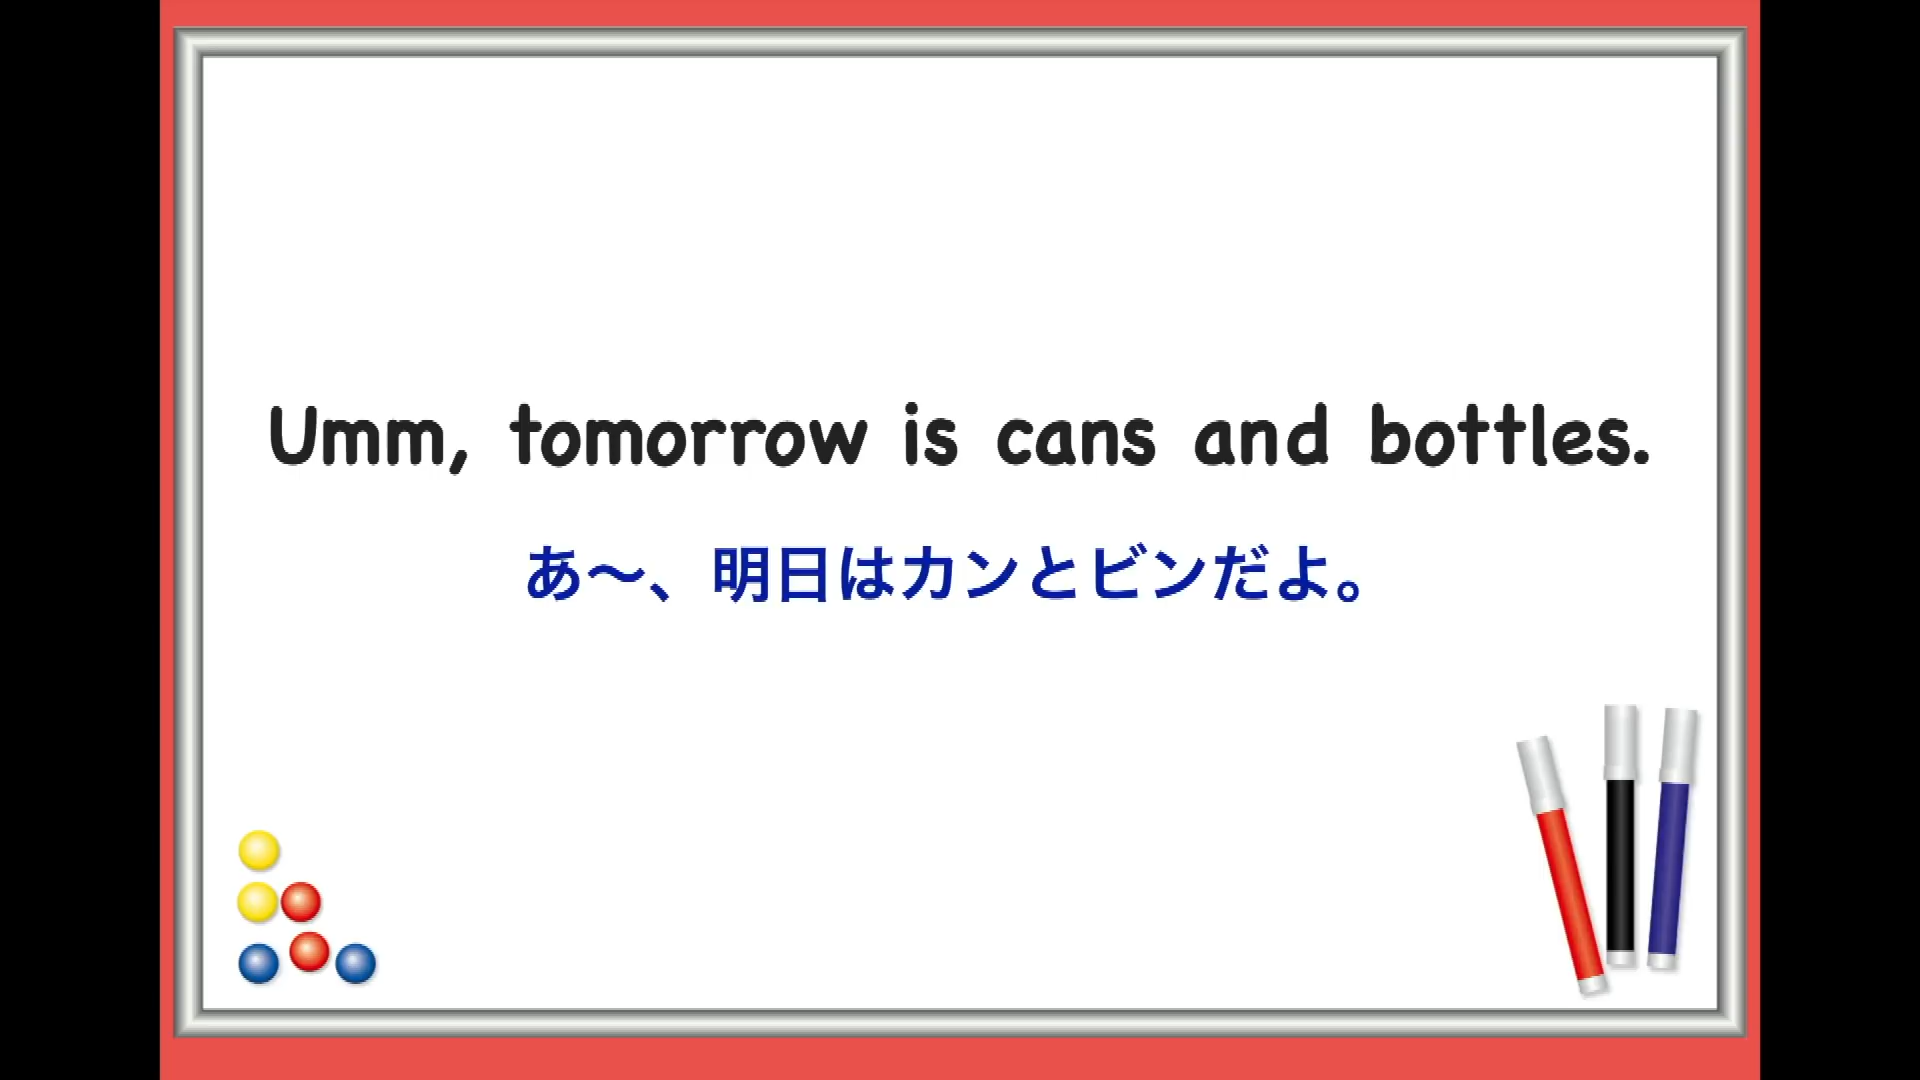 Umm, tomorrow is cans and bottles.
あ〜、明日はカンとビンだよ。